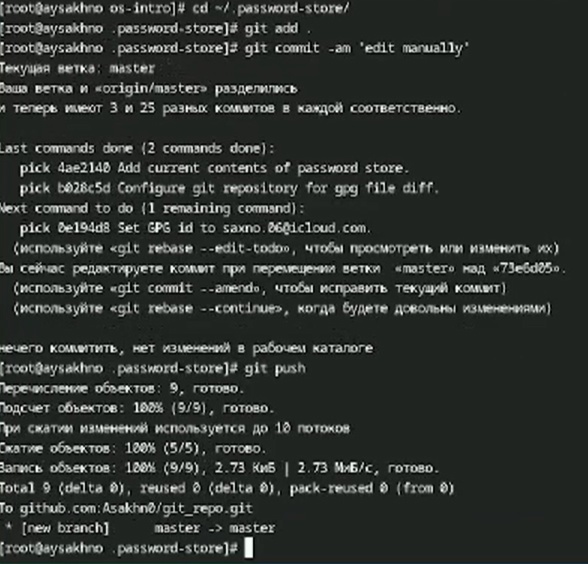 [root@aysakhno os-intro]# cd ~/.password-store/
[root@aysakhno .password-store]# git add .
[root@aysakhno .password-store]# git commit -am 'edit manually'
Текущая ветка: master
Ваша ветка и «origin/master» разделились
и теперь имеют 3 и 25 разных коммитов в каждой соответственно.
Last commands done (2 commands done):
pick 4ae2140 Add current contents of password store.
pick b028c5d Configure git repository for gpg file diff.
Next command to do (1 remaining command):
pick 0e194d8 Set GPG id to saxno.06@icloud.com.
(используйте «git rebase --edit-todo», чтобы просмотреть или изменить их)
Вы сейчас редактируете коммит при перемещении ветки «master» над «73e6d05».
(используйте «git commit --amend», чтобы исправить текущий коммит)
(используйте «git rebase --continue», когда будете довольны изменениями)
нечего коммитить, нет изменений в рабочем каталоге
[root@aysakhno .password-store]# git push
Перечисление объектов: 9, готово.
Подсчет объектов: 100% (9/9), готово.
При сжатии изменений используется до 10 потоков
Сжатие объектов: 100% (5/5), готово.
Запись объектов: 100% (9/9), 2.73 КиБ | 2.73 МиБ/с, готово.
Total 9 (delta 0), reused 0 (delta 0), pack-reused 0 (from 0)
To github.com:Asakhn0/git_repo.git
* [new branch] master -> master
[root@aysakhno .password-store]#